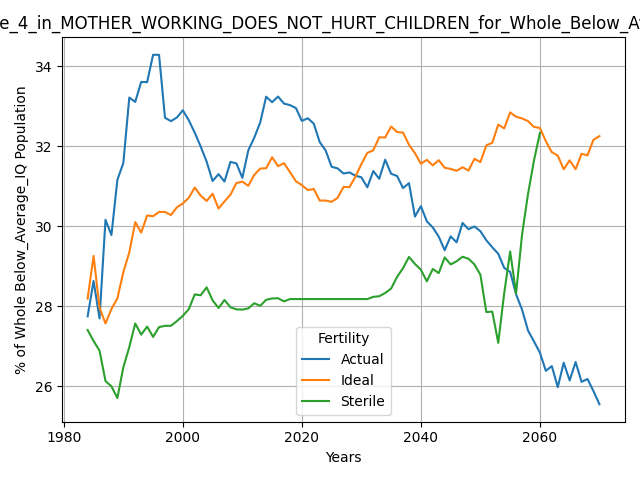 e_4_in_MOTHER_WORKING_DOES_NOT_HURT_CHILDREN_for_Whole_Below_Av
% of Whole Below_Average_IQ Population
34
32
30
28
26
Fertility
Actual
Ideal
Sterile
1980
2000
2020
2040
2060
Years